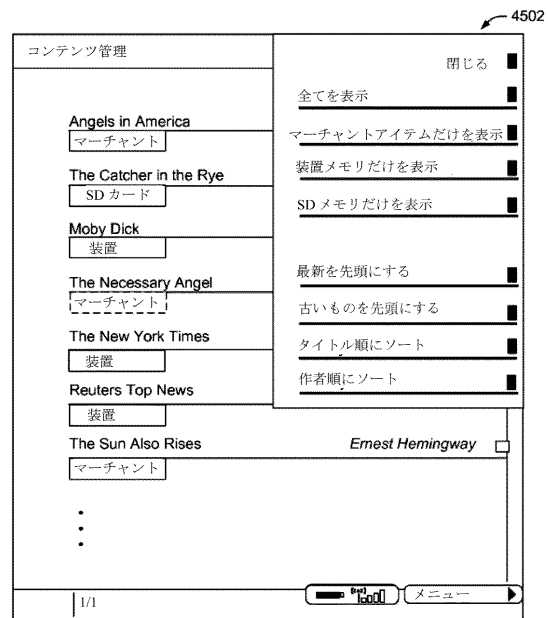 4502
コンテンツ管理
閉じる
全てを表示
マーチャントアイテムだけを表示
装置メモリだけを表示
SD メモリだけを表示
最新を先頭にする
古いものを先頭にする
タイトル順にソート
作者順にソート
Angels in America
マーチャント
The Catcher in the Rye
SD カード
Moby Dick
装置
The Necessary Angel
マーチャント
The New York Times
装置
Reuters Top News
装置
The Sun Also Rises Ernest Hemingway
マーチャント
1/1
メニュー